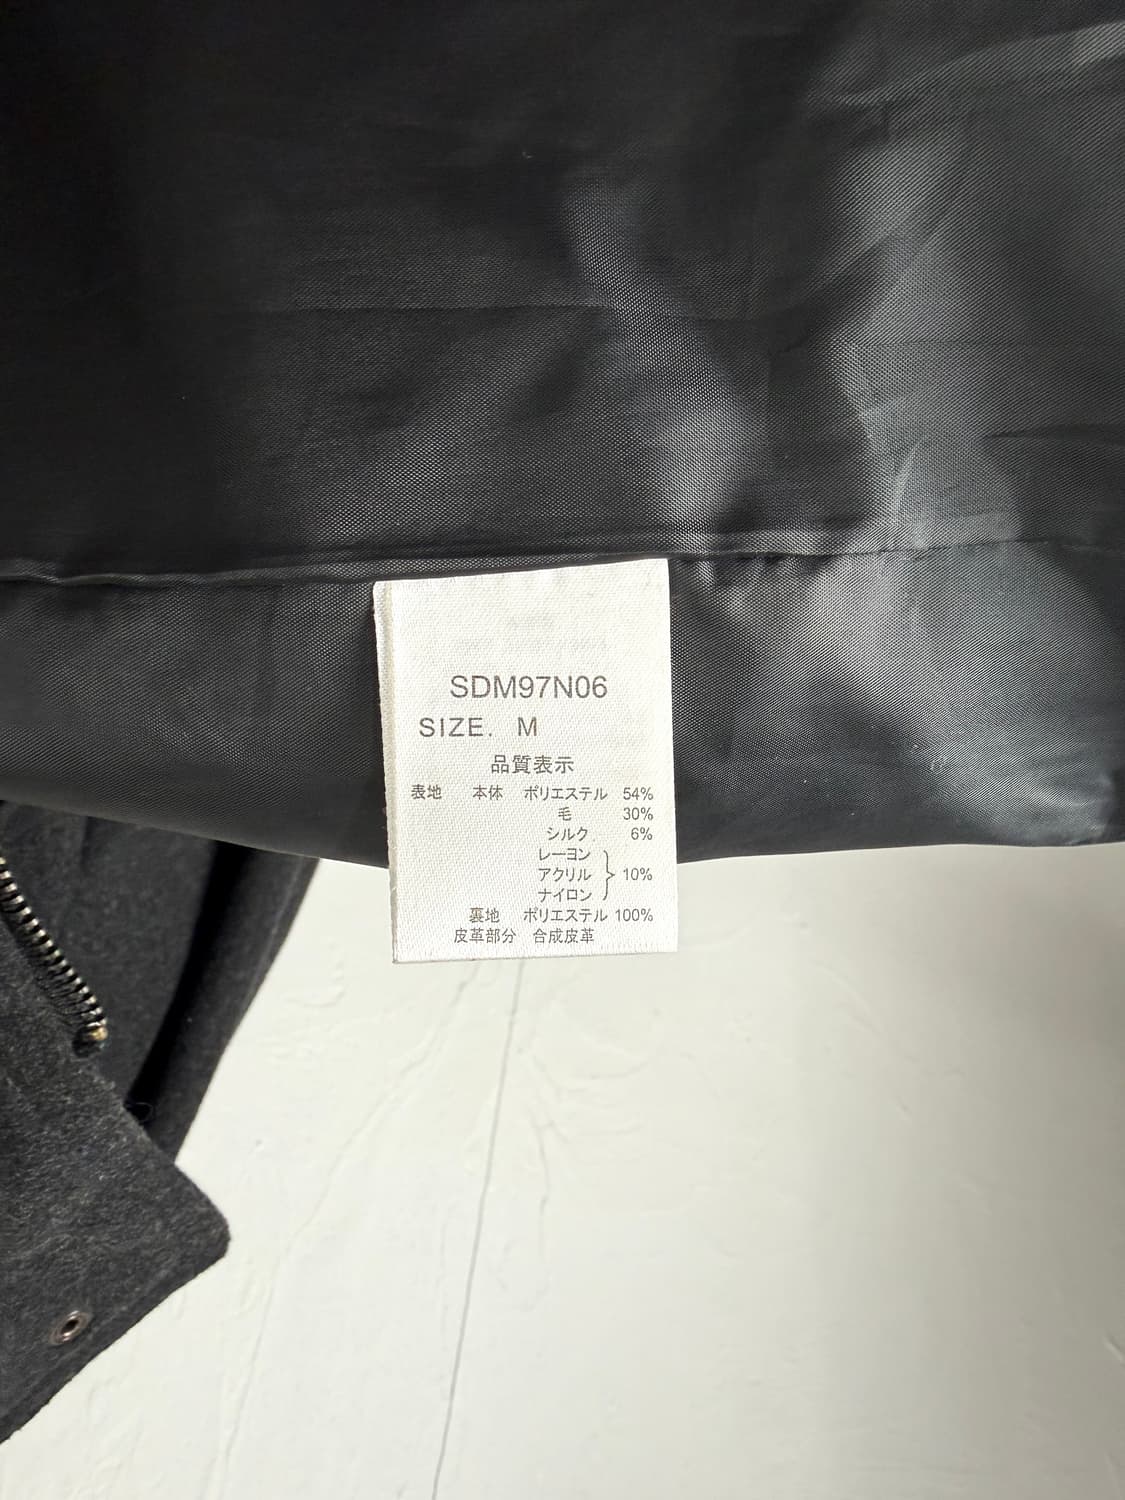 SDM97N06
SIZE. M
品質表示
表地 本体 ポリエステル 54%
毛 30%
シルク 6%
レーヨン
アクリル } 10%
ナイロン
裏地 ポリエステル 100%
皮革部分 合成皮革